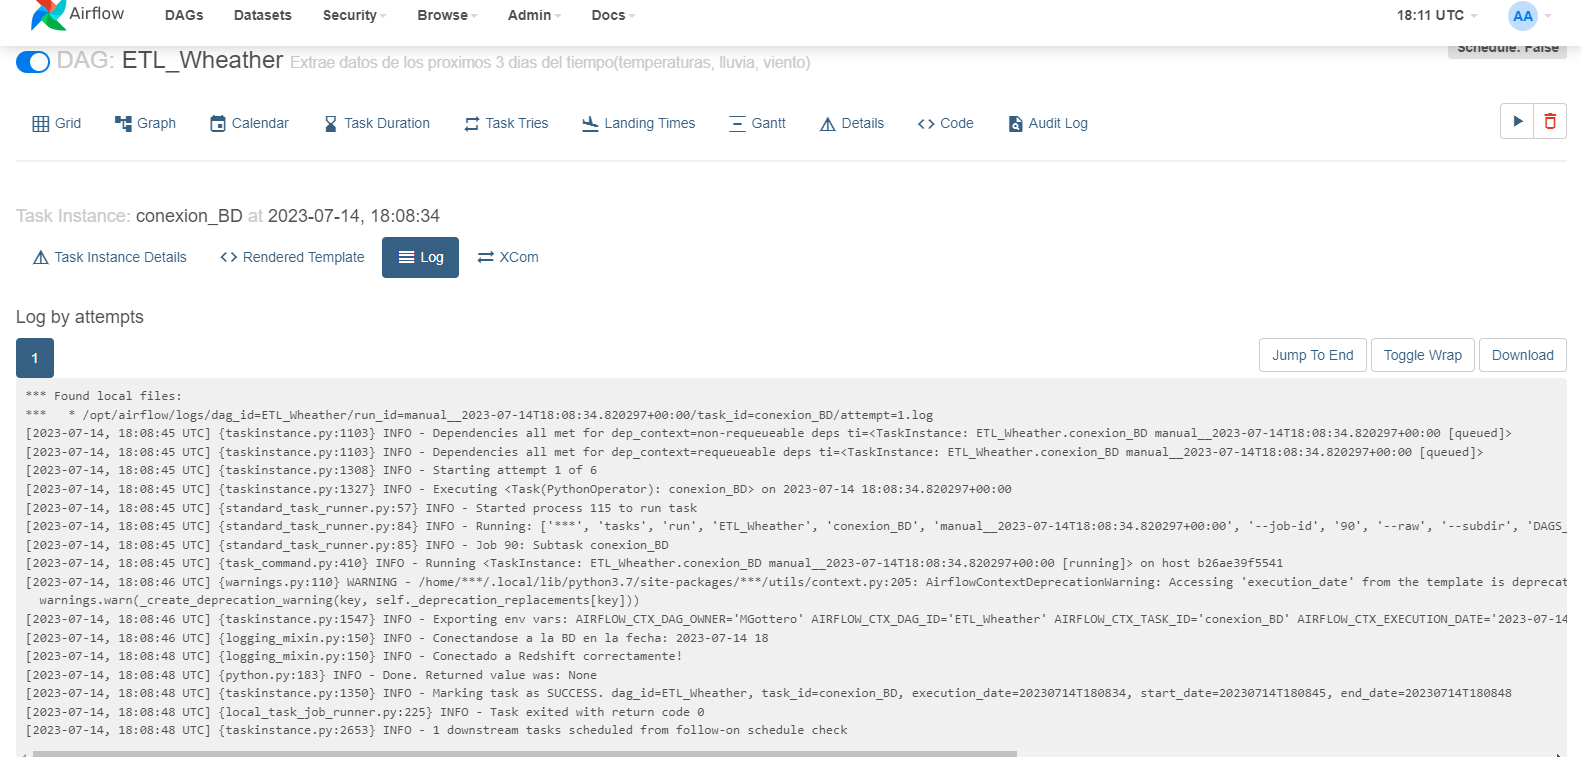 Airflow DAGs Datasets Security Browse Admin Docs 18:11 UTC AA
Schedule: False
DAG: ETL_Wheather Extrae datos de los proximos 3 dias del tiempo(temperaturas, lluvia, viento)
Grid Graph Calendar Task Duration Task Tries Landing Times Gantt Details Code Audit Log
Task Instance: conexion_BD at 2023-07-14, 18:08:34
Task Instance Details Rendered Template Log XCom
Log by attempts
1 Jump To End Toggle Wrap Download
*** Found local files:
***   * /opt/airflow/logs/dag_id=ETL_Wheather/run_id=manual__2023-07-14T18:08:34.820297+00:00/task_id=conexion_BD/attempt=1.log
[2023-07-14, 18:08:45 UTC] {taskinstance.py:1103} INFO - Dependencies all met for dep_context=non-requeueable deps ti=<TaskInstance: ETL_Wheather.conexion_BD manual__2023-07-14T18:08:34.820297+00:00 [queued]>
[2023-07-14, 18:08:45 UTC] {taskinstance.py:1103} INFO - Dependencies all met for dep_context=requeueable deps ti=<TaskInstance: ETL_Wheather.conexion_BD manual__2023-07-14T18:08:34.820297+00:00 [queued]>
[2023-07-14, 18:08:45 UTC] {taskinstance.py:1308} INFO - Starting attempt 1 of 6
[2023-07-14, 18:08:45 UTC] {taskinstance.py:1327} INFO - Executing <Task(PythonOperator): conexion_BD> on 2023-07-14 18:08:34.820297+00:00
[2023-07-14, 18:08:45 UTC] {standard_task_runner.py:57} INFO - Started process 115 to run task
[2023-07-14, 18:08:45 UTC] {standard_task_runner.py:84} INFO - Running: ['***', 'tasks', 'run', 'ETL_Wheather', 'conexion_BD', 'manual__2023-07-14T18:08:34.820297+00:00', '--job-id', '90', '--raw', '--subdir', 'DAGS_
[2023-07-14, 18:08:45 UTC] {standard_task_runner.py:85} INFO - Job 90: Subtask conexion_BD
[2023-07-14, 18:08:45 UTC] {task_command.py:410} INFO - Running <TaskInstance: ETL_Wheather.conexion_BD manual__2023-07-14T18:08:34.820297+00:00 [running]> on host b26ae39f5541
[2023-07-14, 18:08:46 UTC] {warnings.py:110} WARNING - /home/***/.local/lib/python3.7/site-packages/***/utils/context.py:205: AirflowContextDeprecationWarning: Accessing 'execution_date' from the template is deprecat
  warnings.warn(_create_deprecation_warning(key, self._deprecation_replacements[key]))
[2023-07-14, 18:08:46 UTC] {taskinstance.py:1547} INFO - Exporting env vars: AIRFLOW_CTX_DAG_OWNER='MGottero' AIRFLOW_CTX_DAG_ID='ETL_Wheather' AIRFLOW_CTX_TASK_ID='conexion_BD' AIRFLOW_CTX_EXECUTION_DATE='2023-07-14
[2023-07-14, 18:08:46 UTC] {logging_mixin.py:150} INFO - Conectandose a la BD en la fecha: 2023-07-14 18
[2023-07-14, 18:08:48 UTC] {logging_mixin.py:150} INFO - Conectado a Redshift correctamente!
[2023-07-14, 18:08:48 UTC] {python.py:183} INFO - Done. Returned value was: None
[2023-07-14, 18:08:48 UTC] {taskinstance.py:1350} INFO - Marking task as SUCCESS. dag_id=ETL_Wheather, task_id=conexion_BD, execution_date=20230714T180834, start_date=20230714T180845, end_date=20230714T180848
[2023-07-14, 18:08:48 UTC] {local_task_job_runner.py:225} INFO - Task exited with return code 0
[2023-07-14, 18:08:48 UTC] {taskinstance.py:2653} INFO - 1 downstream tasks scheduled from follow-on schedule check